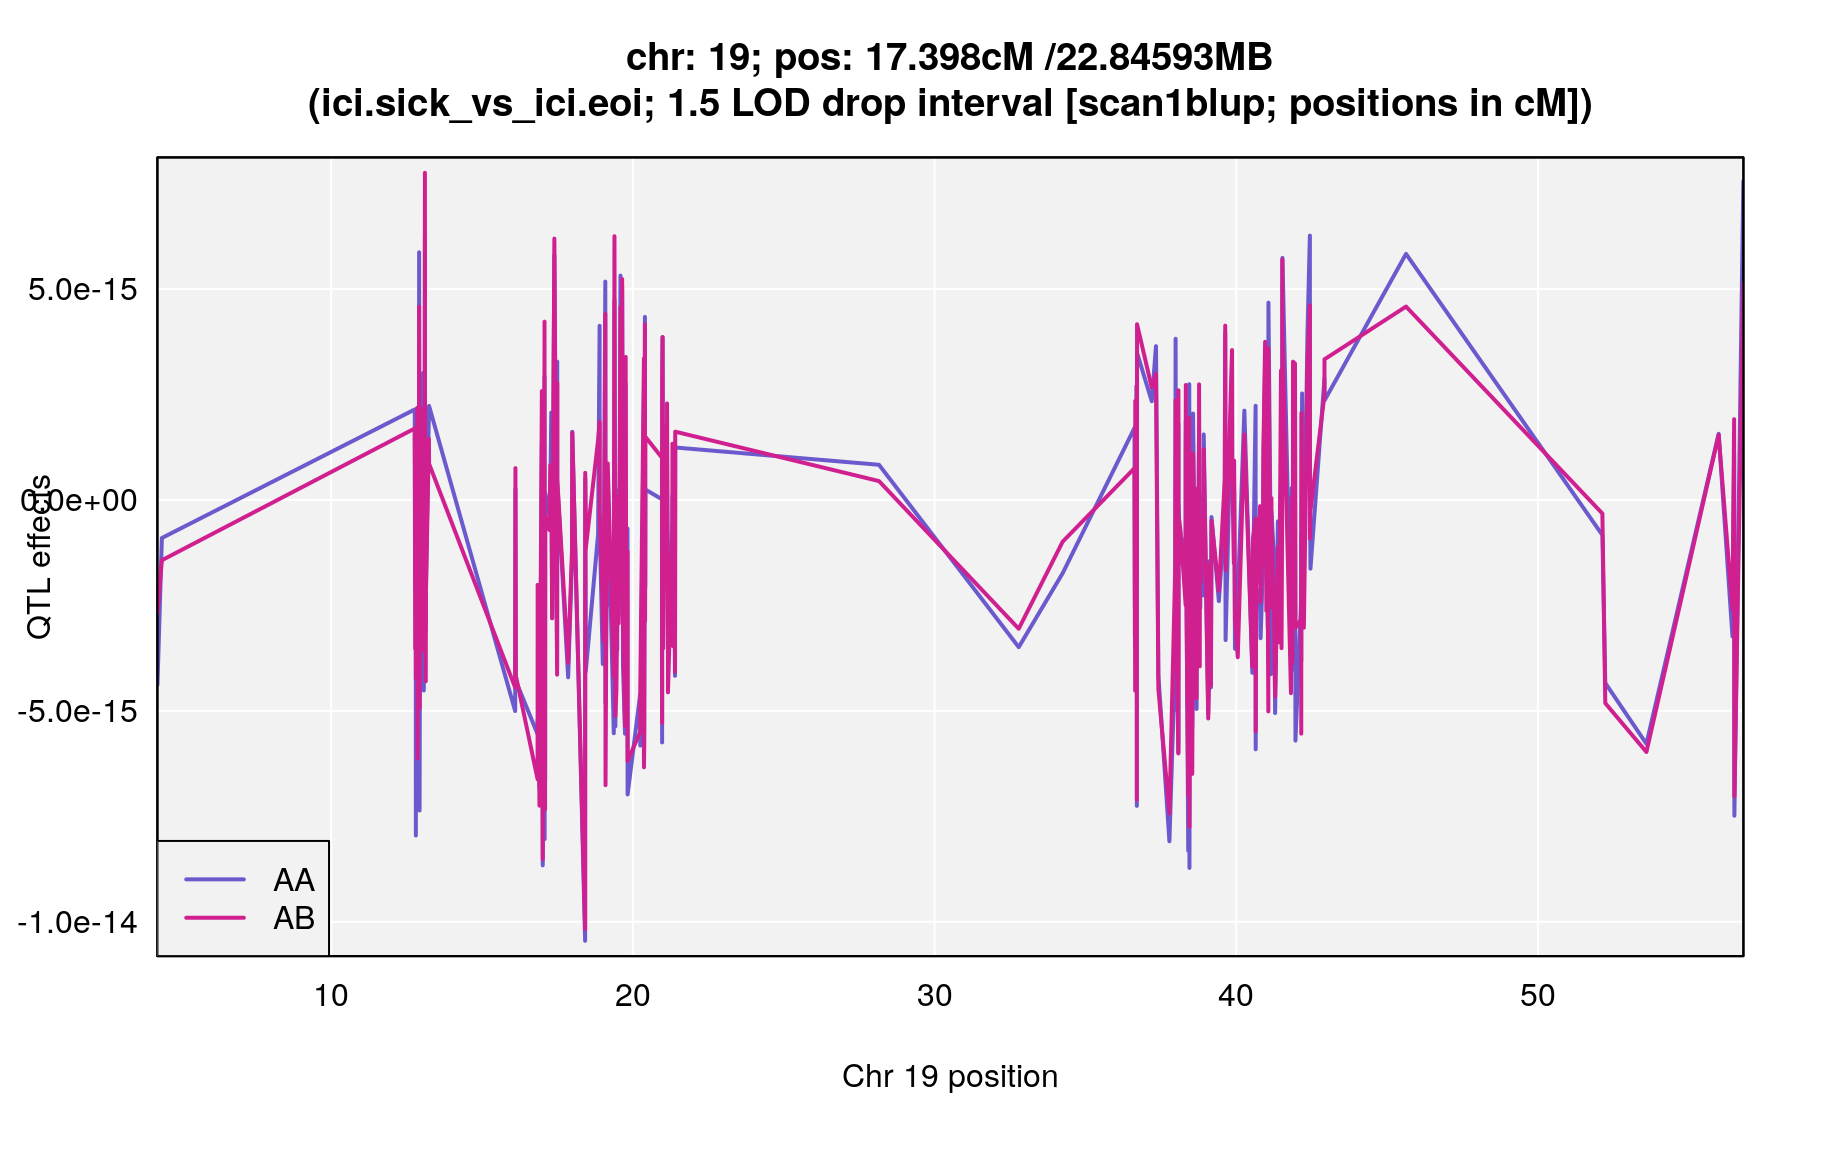 chr: 19; pos: 17.398cM /22.84593MB
(ici.sick_vs_ici.eoi; 1.5 LOD drop interval [scan1blup; positions in cM])
QTL effects
5.0e-15
0.0e+00
-5.0e-15
-1.0e-14
AA
AB
10 20 30 40 50
Chr 19 position